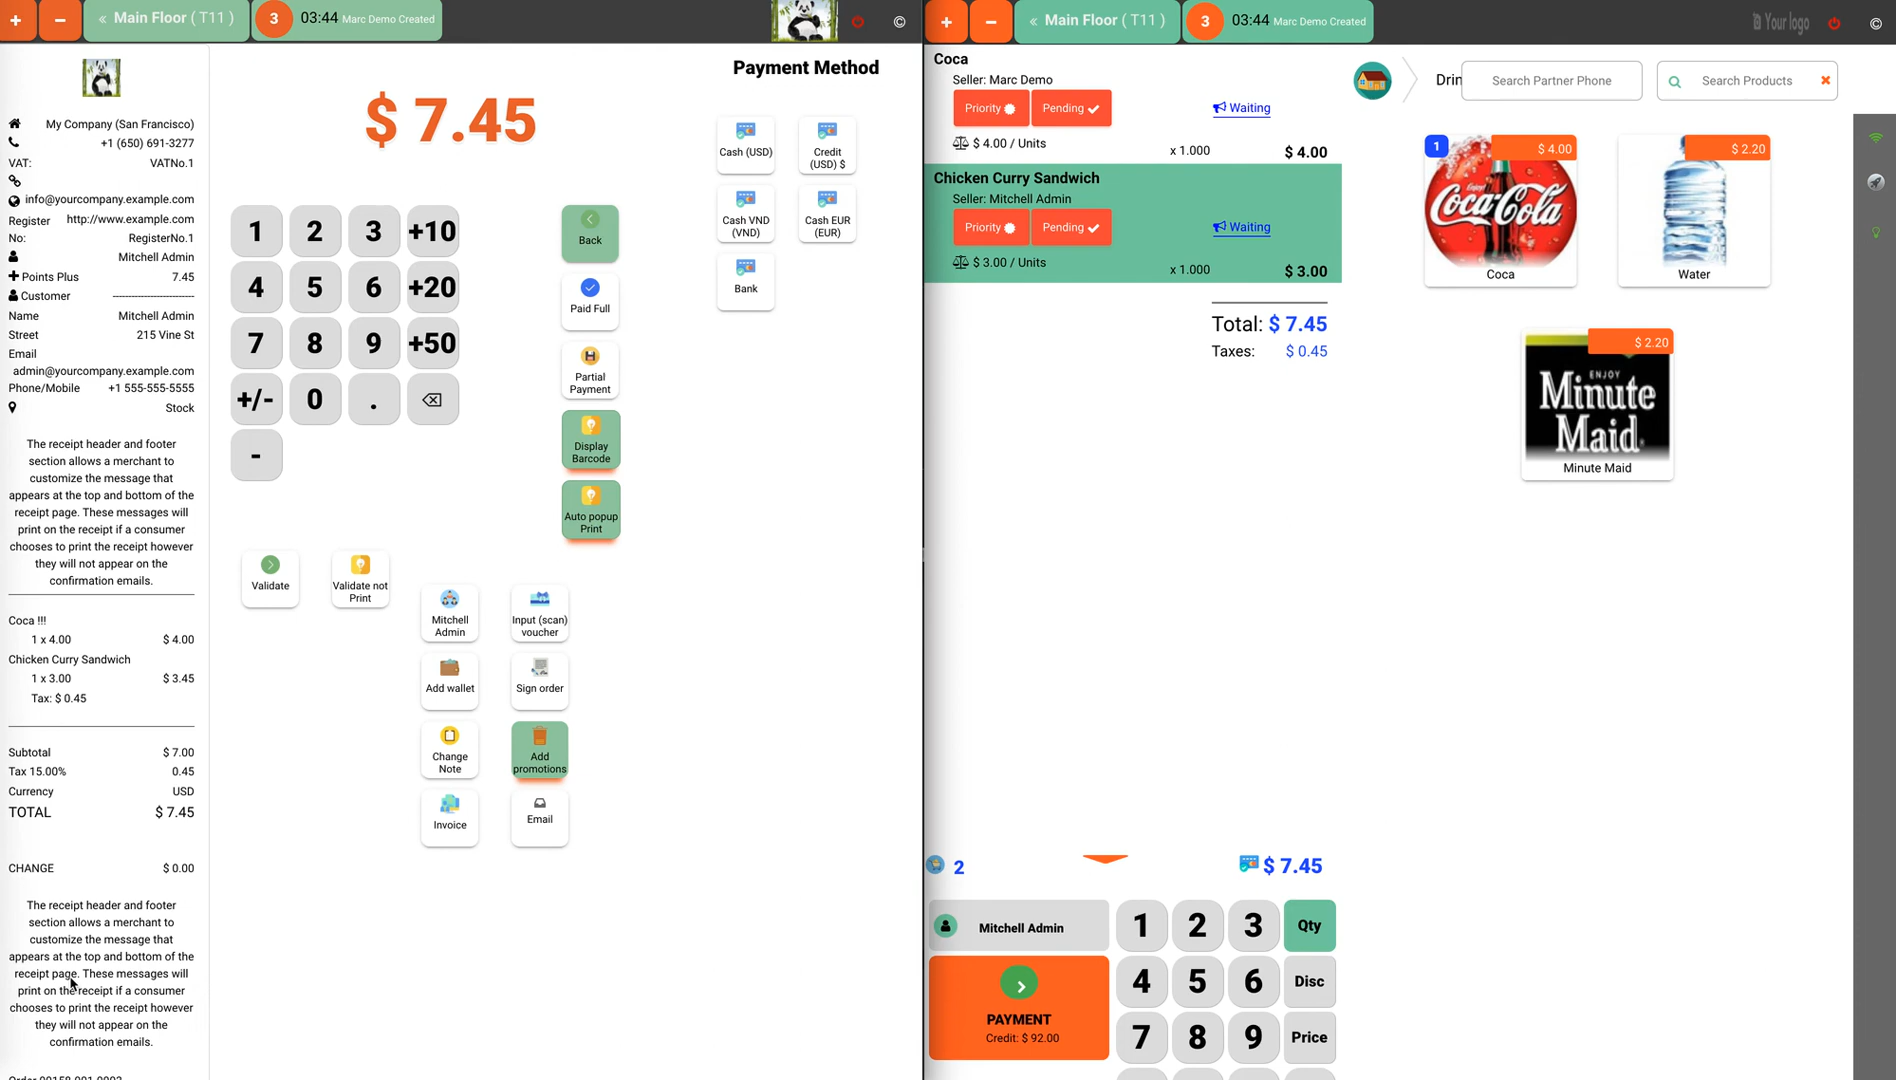 +
−
« Main Floor ( T11 )
3
03:44 Marc Demo Created
©
My Company (San Francisco)
+1 (650) 691-3277
VAT: VATNo.1
info@yourcompany.example.com
Register http://www.example.com
No: RegisterNo.1
Mitchell Admin
Points Plus 7.45
Customer --------------------------
Name Mitchell Admin
Street 215 Vine St
Email
admin@yourcompany.example.com
Phone/Mobile +1 555-555-5555
Stock
The receipt header and footer
section allows a merchant to
customize the message that
appears at the top and bottom of the
receipt page. These messages will
print on the receipt if a consumer
chooses to print the receipt however
they will not appear on the
confirmation emails.
Coca !!!
1 x 4.00 $ 4.00
Chicken Curry Sandwich
1 x 3.00 $ 3.45
Tax: $ 0.45
Subtotal $ 7.00
Tax 15.00% 0.45
Currency USD
TOTAL $ 7.45
CHANGE $ 0.00
The receipt header and footer
section allows a merchant to
customize the message that
appears at the top and bottom of the
receipt page. These messages will
print on the receipt if a consumer
chooses to print the receipt however
they will not appear on the
confirmation emails.
$ 7.45
1 2 3 +10
4 5 6 +20
7 8 9 +50
+/- 0 .
-
Back
Paid Full
Partial
Payment
Display
Barcode
Auto popup
Print
Validate
Validate not
Print
Mitchell
Admin
Input (scan)
voucher
Add wallet
Sign order
Change
Note
Add
promotions
Invoice
Email
Payment Method
Cash (USD)
Credit
(USD) $
Cash VND
(VND)
Cash EUR
(EUR)
Bank
+
−
« Main Floor ( T11 )
3
03:44 Marc Demo Created
Your logo
©
Coca
Seller: Marc Demo
Priority
Pending
Waiting
$ 4.00 / Units x 1.000 $ 4.00
Chicken Curry Sandwich
Seller: Mitchell Admin
Priority
Pending
Waiting
$ 3.00 / Units x 1.000 $ 3.00
Total: $ 7.45
Taxes: $ 0.45
Drin
Search Partner Phone
Search Products
1
$ 4.00
Enjoy
Coca-Cola
Coca
$ 2.20
Water
$ 2.20
ENJOY
Minute
Maid
Minute Maid
2
$ 7.45
Mitchell Admin
PAYMENT
Credit: $ 92.00
1 2 3 Qty
4 5 6 Disc
7 8 9 Price